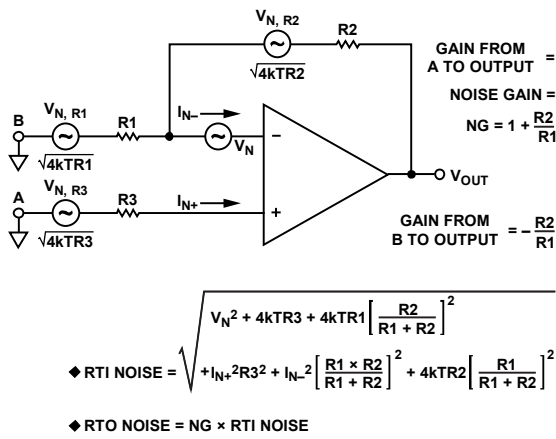 V_N, R2
R2
√4kTR2
GAIN FROM
A TO OUTPUT =
NOISE GAIN =
NG = 1 + R2/R1
B
V_N, R1
R1
I_N–
√4kTR1
V_N
–
A
V_N, R3
R3
I_N+
√4kTR3
+
V_OUT
GAIN FROM
B TO OUTPUT = – R2/R1
◆ RTI NOISE = √ V_N² + 4kTR3 + 4kTR1 [R2/(R1 + R2)]²
+ I_N+² R3² + I_N–² [(R1 × R2)/(R1 + R2)]² + 4kTR2 [R1/(R1 + R2)]²
◆ RTO NOISE = NG × RTI NOISE